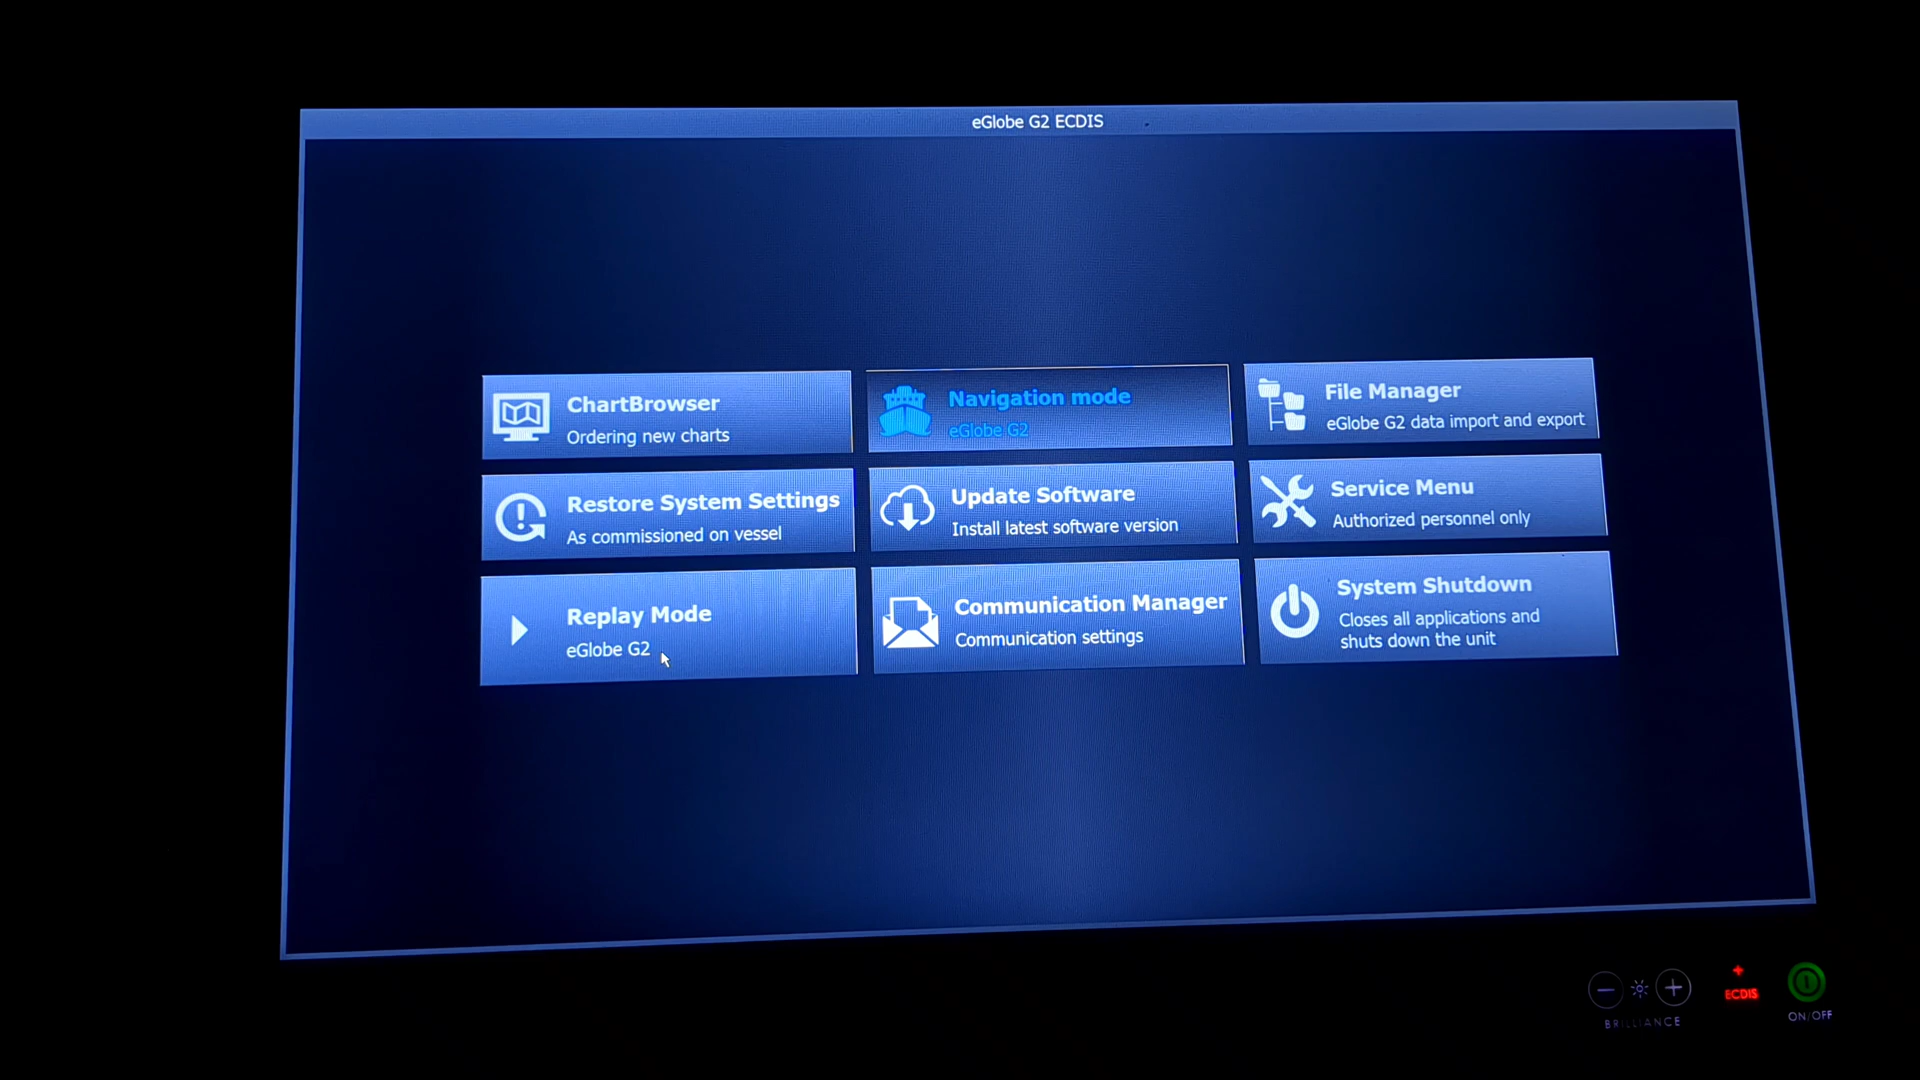 eGlobe G2 ECDIS
ChartBrowser
Ordering new charts
Navigation mode
eGlobe G2
File Manager
eGlobe G2 data import and export
Restore System Settings
As commissioned on vessel
Update Software
Install latest software version
Service Menu
Authorized personnel only
Replay Mode
eGlobe G2
Communication Manager
Communication settings
System Shutdown
Closes all applications and
shuts down the unit
BRILLIANCE
ECDIS
ON/OFF